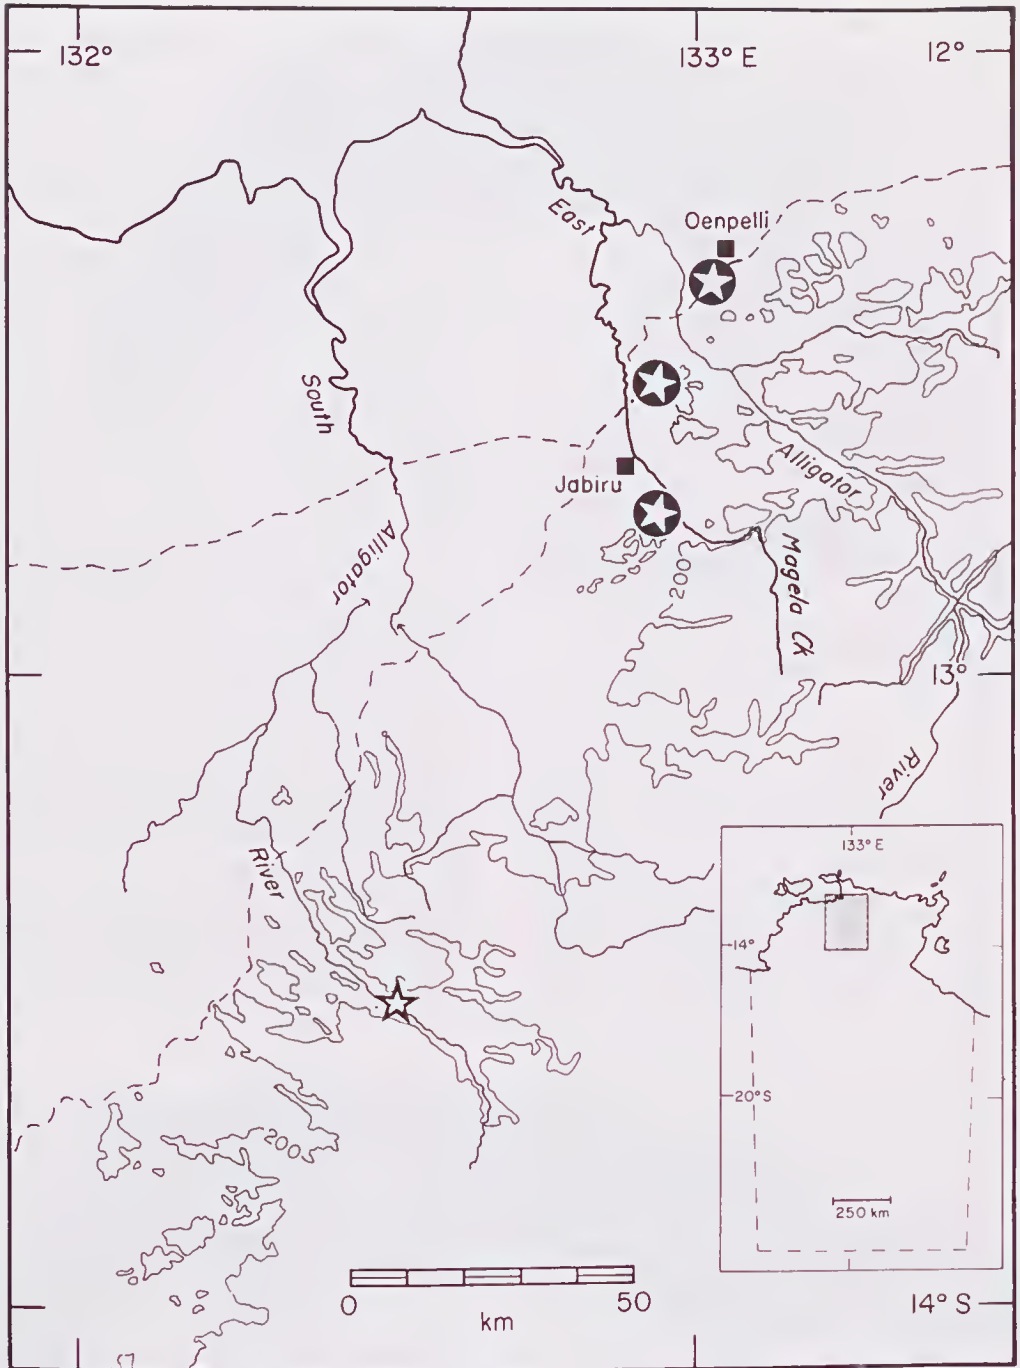 132°
133° E
12°
East
Oenpelli
South
Alligator
Jabiru
Alligator
200
Magela Ck
13°
River
River
200
0
50
km
14° S
133° E
14°
20° S
250 km